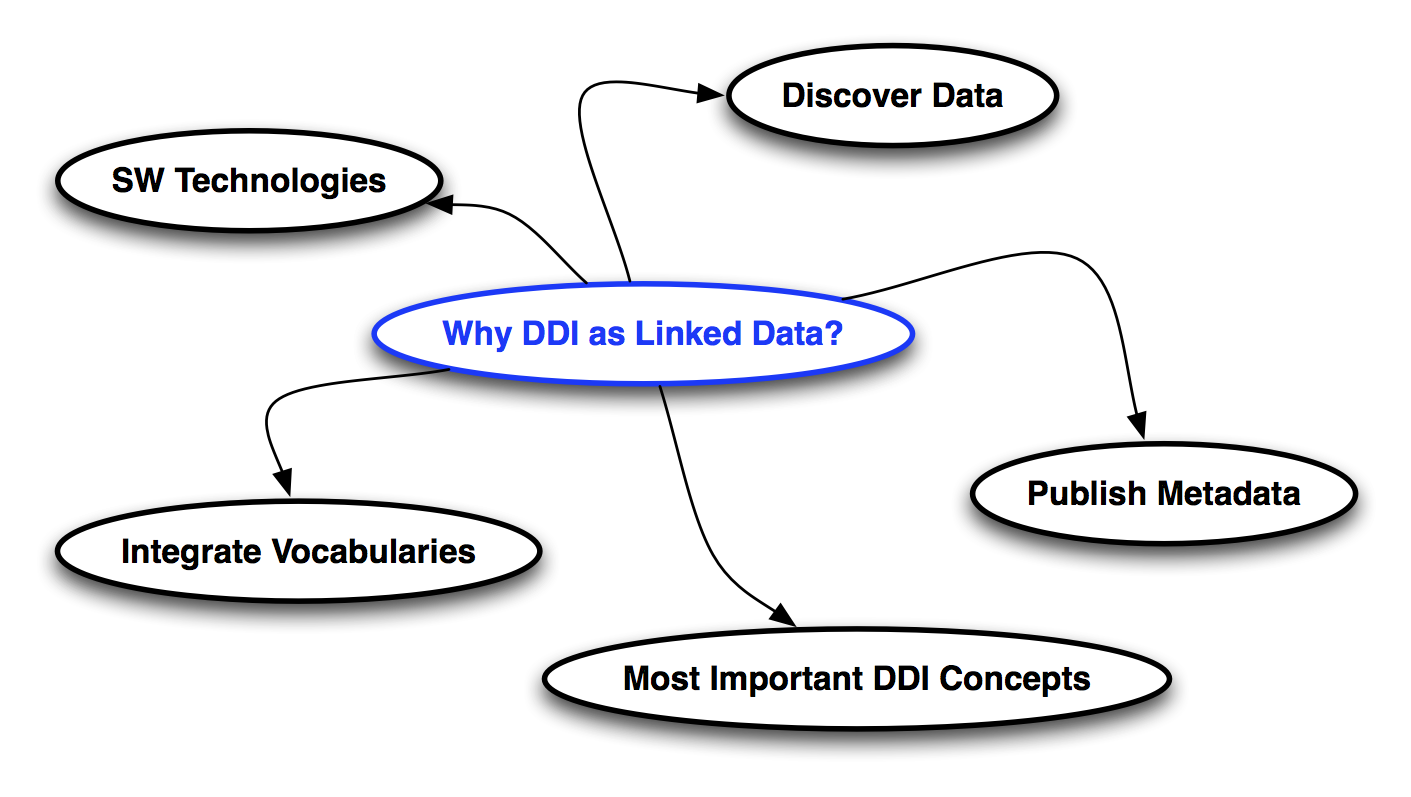 Discover Data
SW Technologies
Why DDI as Linked Data?
Publish Metadata
Integrate Vocabularies
Most Important DDI Concepts